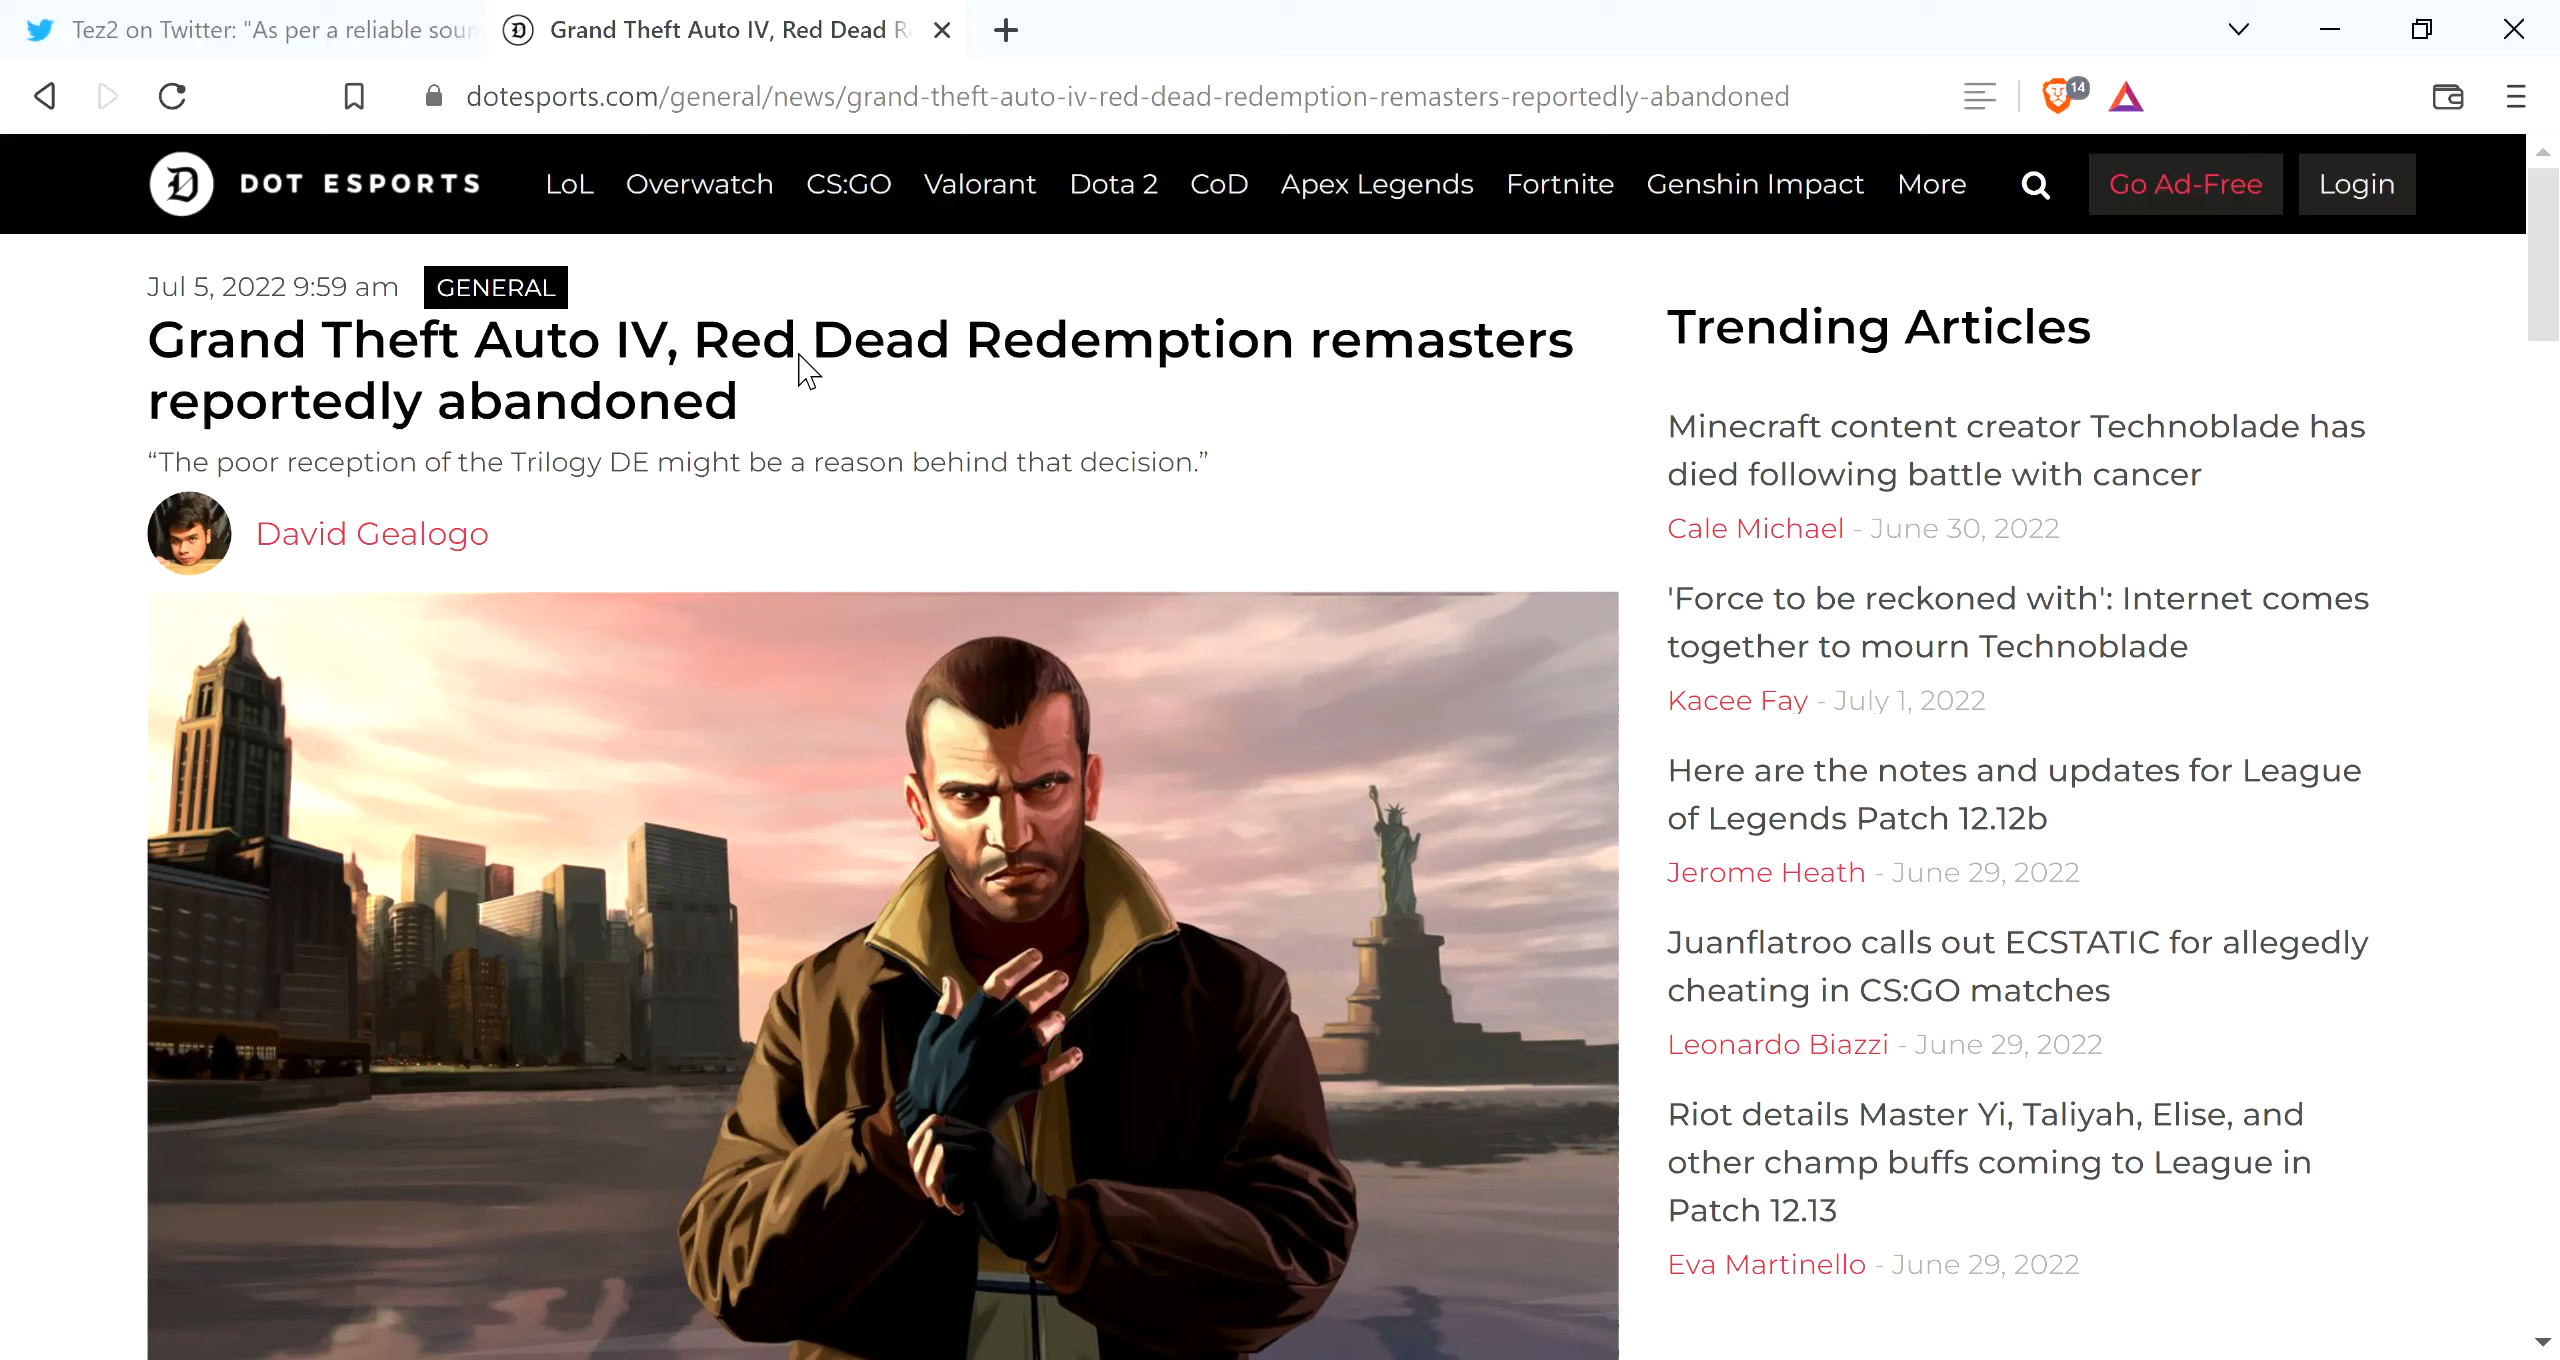 Tez2 on Twitter: "As per a reliable sour
Grand Theft Auto IV, Red Dead R
dotesports.com/general/news/grand-theft-auto-iv-red-dead-redemption-remasters-reportedly-abandoned
14
DOT ESPORTS
LoL Overwatch CS:GO Valorant Dota 2 CoD Apex Legends Fortnite Genshin Impact More
Go Ad-Free
Login
Jul 5, 2022 9:59 am
GENERAL
Grand Theft Auto IV, Red Dead Redemption remasters
reportedly abandoned
“The poor reception of the Trilogy DE might be a reason behind that decision.”
David Gealogo
Trending Articles
Minecraft content creator Technoblade has
died following battle with cancer
Cale Michael - June 30, 2022
'Force to be reckoned with': Internet comes
together to mourn Technoblade
Kacee Fay - July 1, 2022
Here are the notes and updates for League
of Legends Patch 12.12b
Jerome Heath - June 29, 2022
Juanflatroo calls out ECSTATIC for allegedly
cheating in CS:GO matches
Leonardo Biazzi - June 29, 2022
Riot details Master Yi, Taliyah, Elise, and
other champ buffs coming to League in
Patch 12.13
Eva Martinello - June 29, 2022